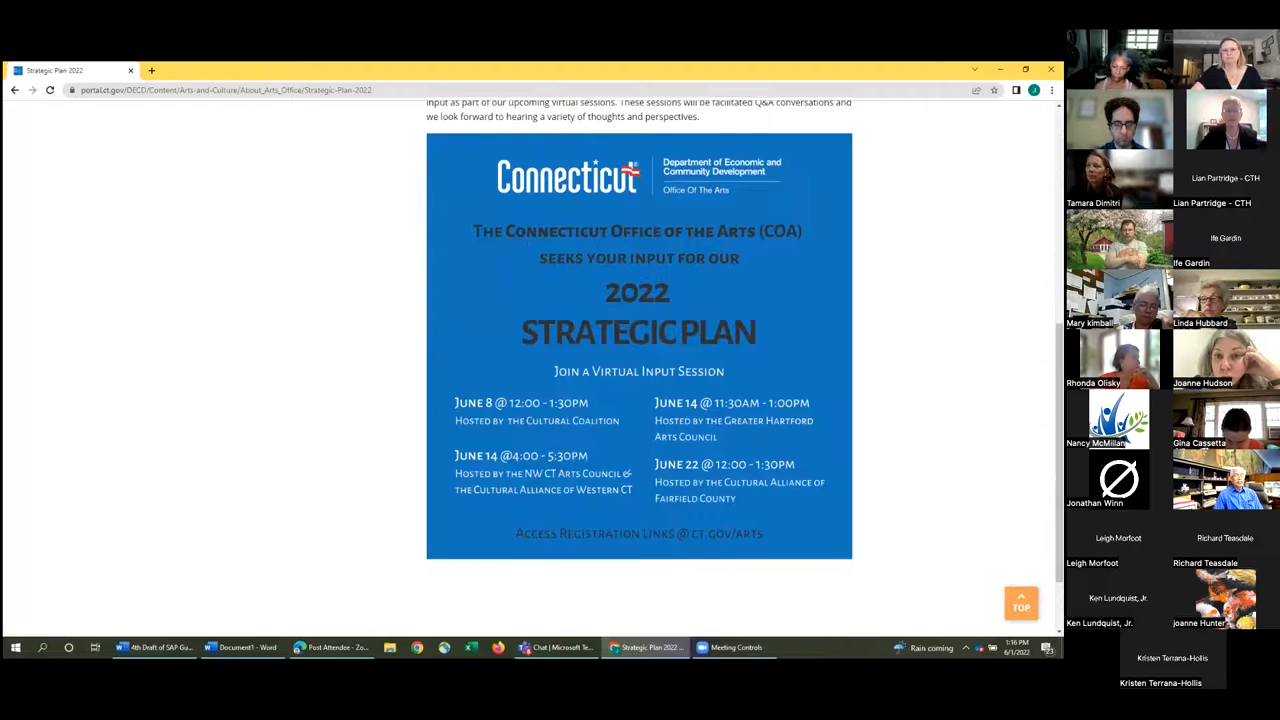 Strategic Plan 2022
portal.ct.gov/DECD/Content/Arts-and-Culture/About_Arts_Office/Strategic-Plan-2022
J
input as part of our upcoming virtual sessions. These sessions will be facilitated Q&A conversations and
we look forward to hearing a variety of thoughts and perspectives.
Connecticut
Department of Economic and
Community Development
Office Of The Arts
The Connecticut Office of the Arts (COA)
seeks your input for our
2022
STRATEGIC PLAN
Join a Virtual Input Session
June 8 @ 12:00 - 1:30pm
Hosted by the Cultural Coalition
June 14 @4:00 - 5:30pm
Hosted by the NW CT Arts Council &
the Cultural Alliance of Western CT
June 14 @ 11:30am - 1:00pm
Hosted by the Greater Hartford
Arts Council
June 22 @ 12:00 - 1:30pm
Hosted by the Cultural Alliance of
Fairfield County
Access Registration Links @ ct.gov/arts
TOP
4th Draft of SAP Gu...
Document1 - Word
Post Attendee - Zo...
Chat | Microsoft Te...
Strategic Plan 2022 ...
Meeting Controls
Rain coming
1:16 PM
6/1/2022
23
Tamara Dimitri
Lian Partridge - CTH
Lian Partridge - CTH
Ife Gardin
Ife Gardin
Mary kimball
Linda Hubbard
Rhonda Olisky
Joanne Hudson
Nancy McMillan
Gina Cassetta
Jonathan Winn
Leigh Morfoot
Leigh Morfoot
Richard Teasdale
Richard Teasdale
Ken Lundquist, Jr.
Ken Lundquist, Jr.
joanne Hunter
Kristen Terrana-Hollis
Kristen Terrana-Hollis